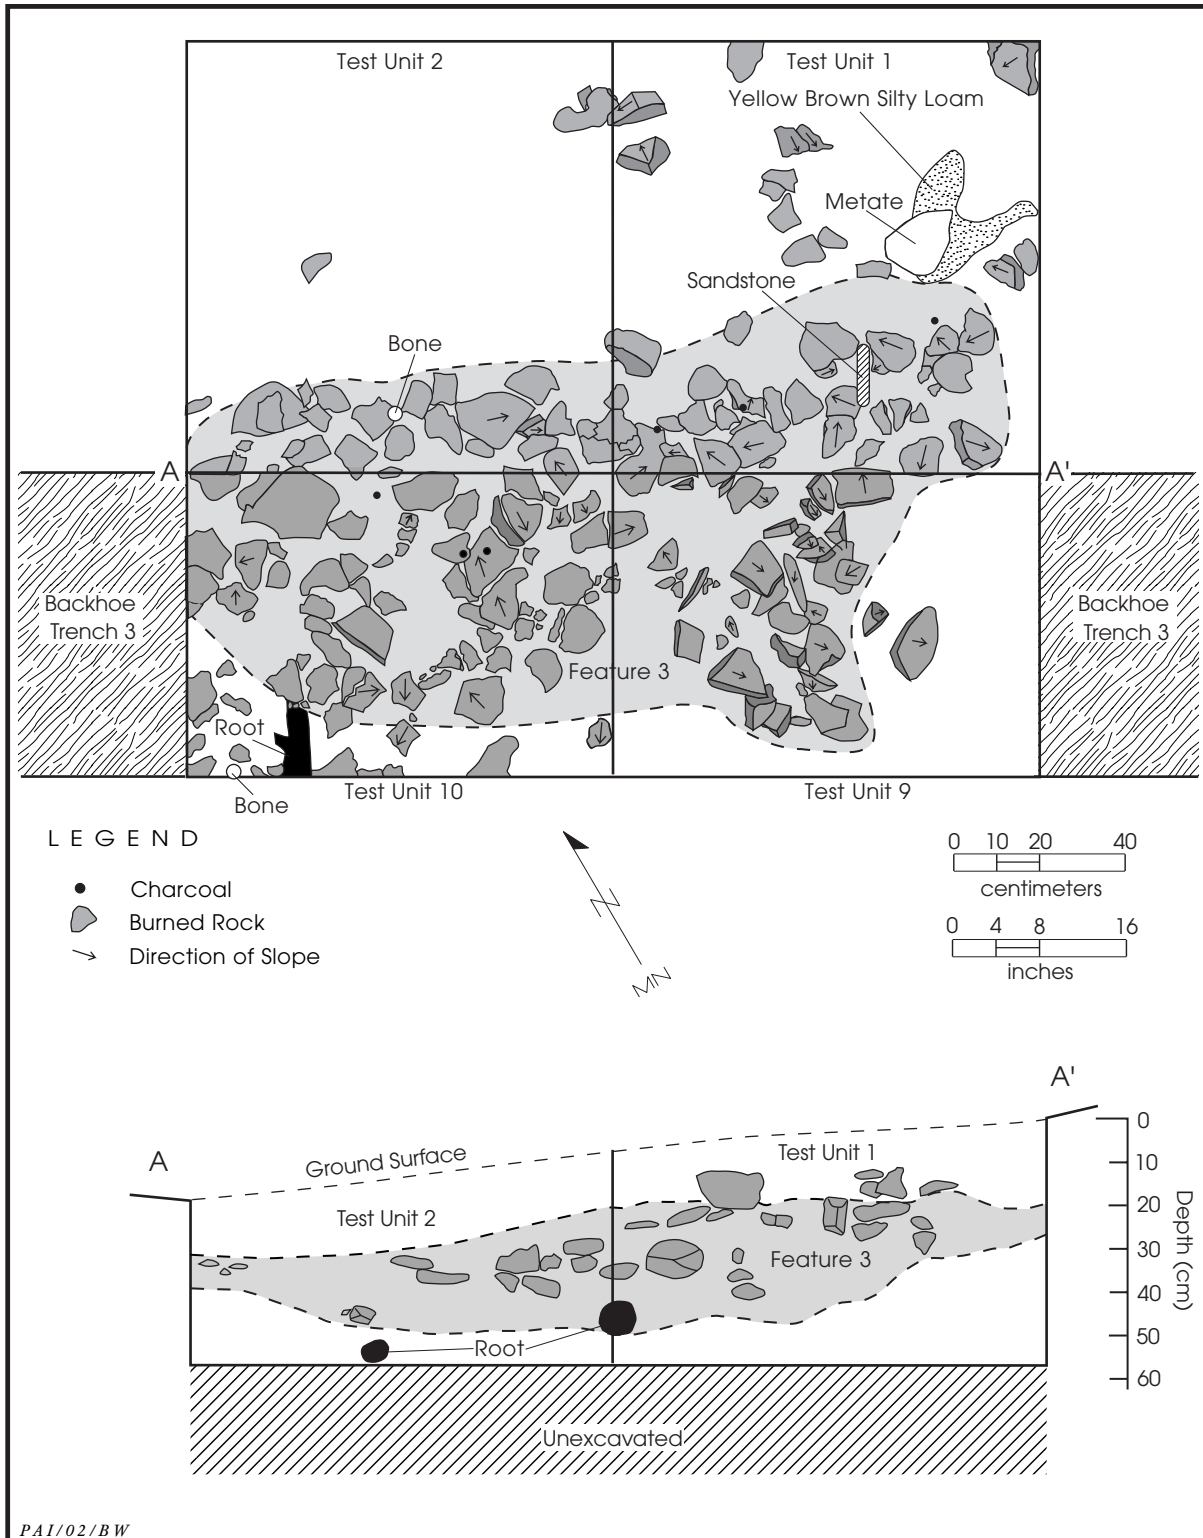 Test Unit 2
Test Unit 1
Yellow Brown Silty Loam
Metate
Sandstone
Bone
A
A'
Backhoe
Trench 3
Backhoe
Trench 3
Feature 3
Root
Bone
Test Unit 10
Test Unit 9
LEGEND
Charcoal
Burned Rock
Direction of Slope
N
MN
0 10 20 40
centimeters
0 4 8 16
inches
A'
A
Ground Surface
Test Unit 1
Test Unit 2
Feature 3
Root
Unexcavated
0
10
20
30
40
50
60
Depth (cm)
PAI/02/BW